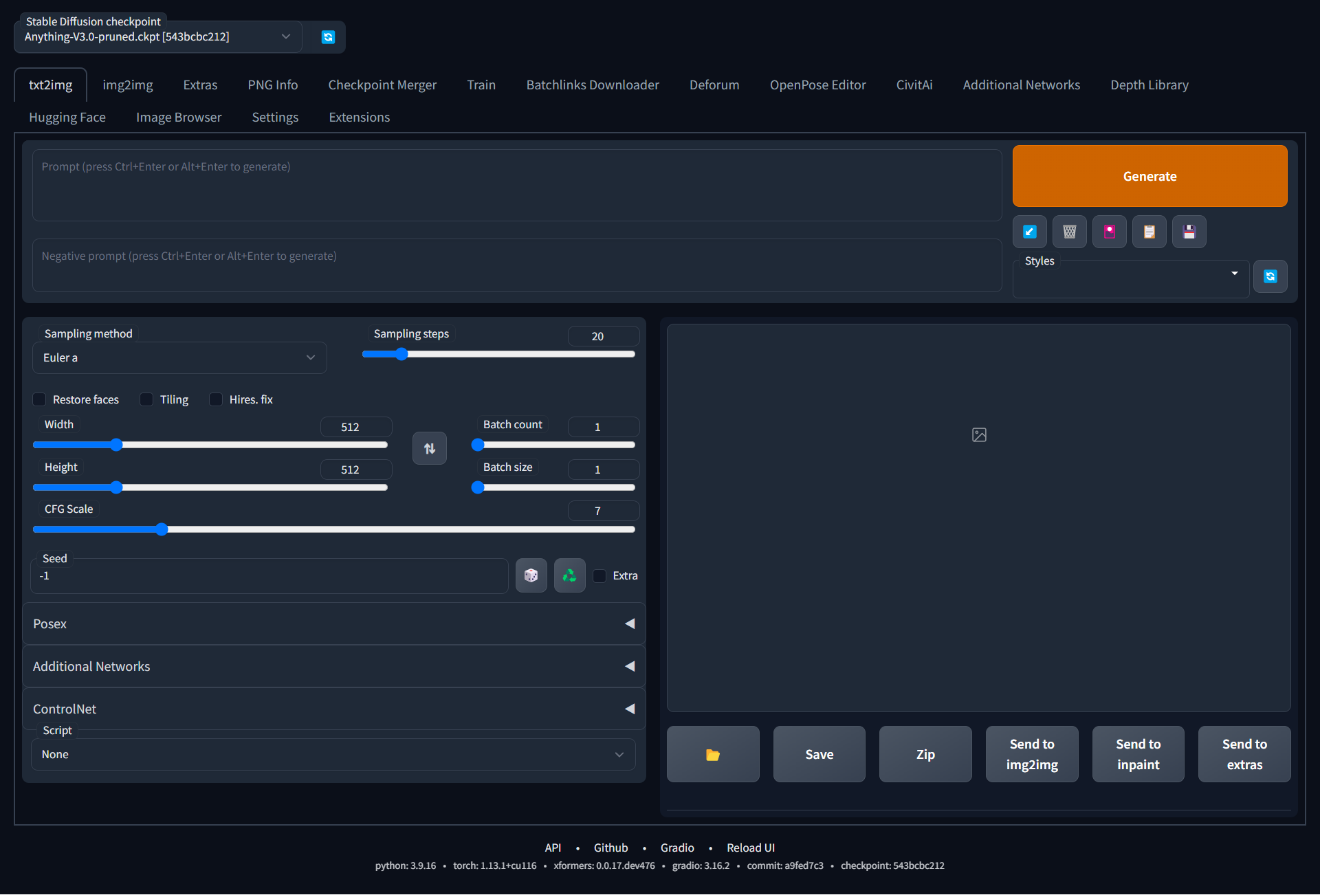 Stable Diffusion checkpoint
Anything-V3.0-pruned.ckpt [543bcbc212]
txt2img img2img Extras PNG Info Checkpoint Merger Train Batchlinks Downloader Deforum OpenPose Editor CivitAi Additional Networks Depth Library
Hugging Face Image Browser Settings Extensions
Prompt (press Ctrl+Enter or Alt+Enter to generate)
Generate
Negative prompt (press Ctrl+Enter or Alt+Enter to generate)
Styles
Sampling method
Euler a
Sampling steps 20
Restore faces Tiling Hires. fix
Width 512
Batch count 1
Height 512
Batch size 1
CFG Scale 7
Seed
-1
Extra
Posex
Additional Networks
ControlNet
Script
None
Save
Zip
Send to
img2img
Send to
inpaint
Send to
extras
API • Github • Gradio • Reload UI
python: 3.9.16 • torch: 1.13.1+cu116 • xformers: 0.0.17.dev476 • gradio: 3.16.2 • commit: a9fed7c3 • checkpoint: 543bcbc212